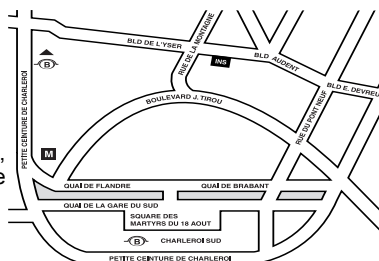 BLD DE L'YSER
RUE DE LA MONTAGNE
B
INS
BLD AUDENT
BLD E. DEVREU
PETITE CEINTURE DE CHARLEROI
BOULEVARD J. TIROU
RUE DU PONT NEUF
M
QUAI DE FLANDRE
QUAI DE BRABANT
QUAI DE LA GARE DU SUD
SQUARE DES
MARTYRS DU 18 AOUT
B
CHARLEROI SUD
PETITE CEINTURE DE CHARLEROI